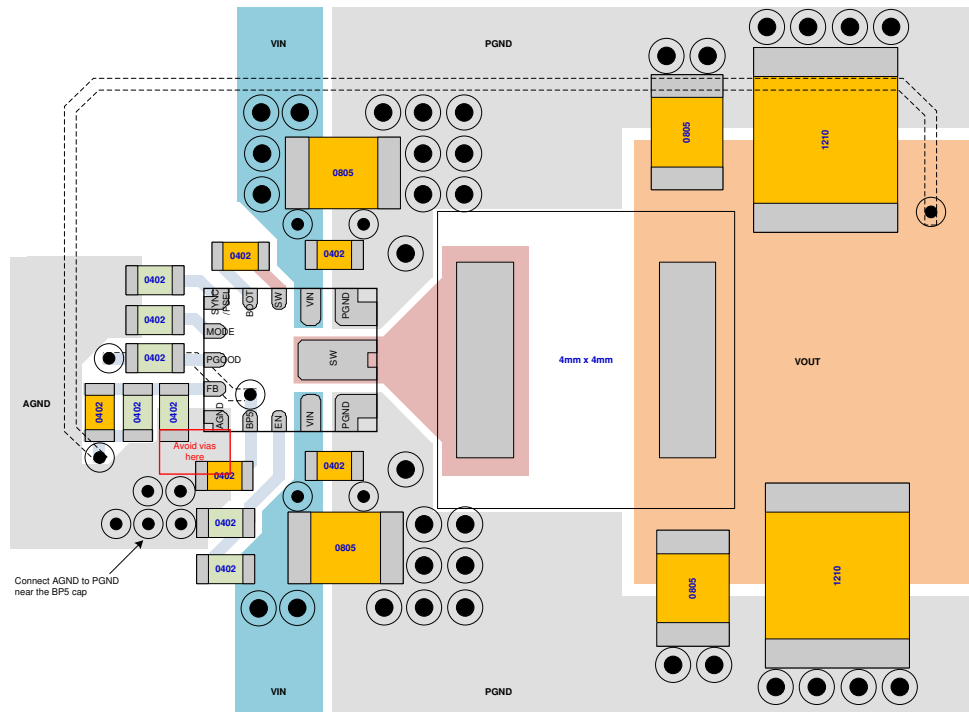 VIN
PGND
0805
0805
1210
0402
0402
0402
SYNC
/PSEL
BOOT
SW
VIN
PGND
0402
MODE
SW
0402
PGOOD
4mm x 4mm
VOUT
FB
AGND
0402
0402
0402
AGND
BP5
EN
VIN
PGND
Avoid vias
here
0402
0402
0402
0805
0402
Connect AGND to PGND
near the BP5 cap
0805
1210
VIN
PGND